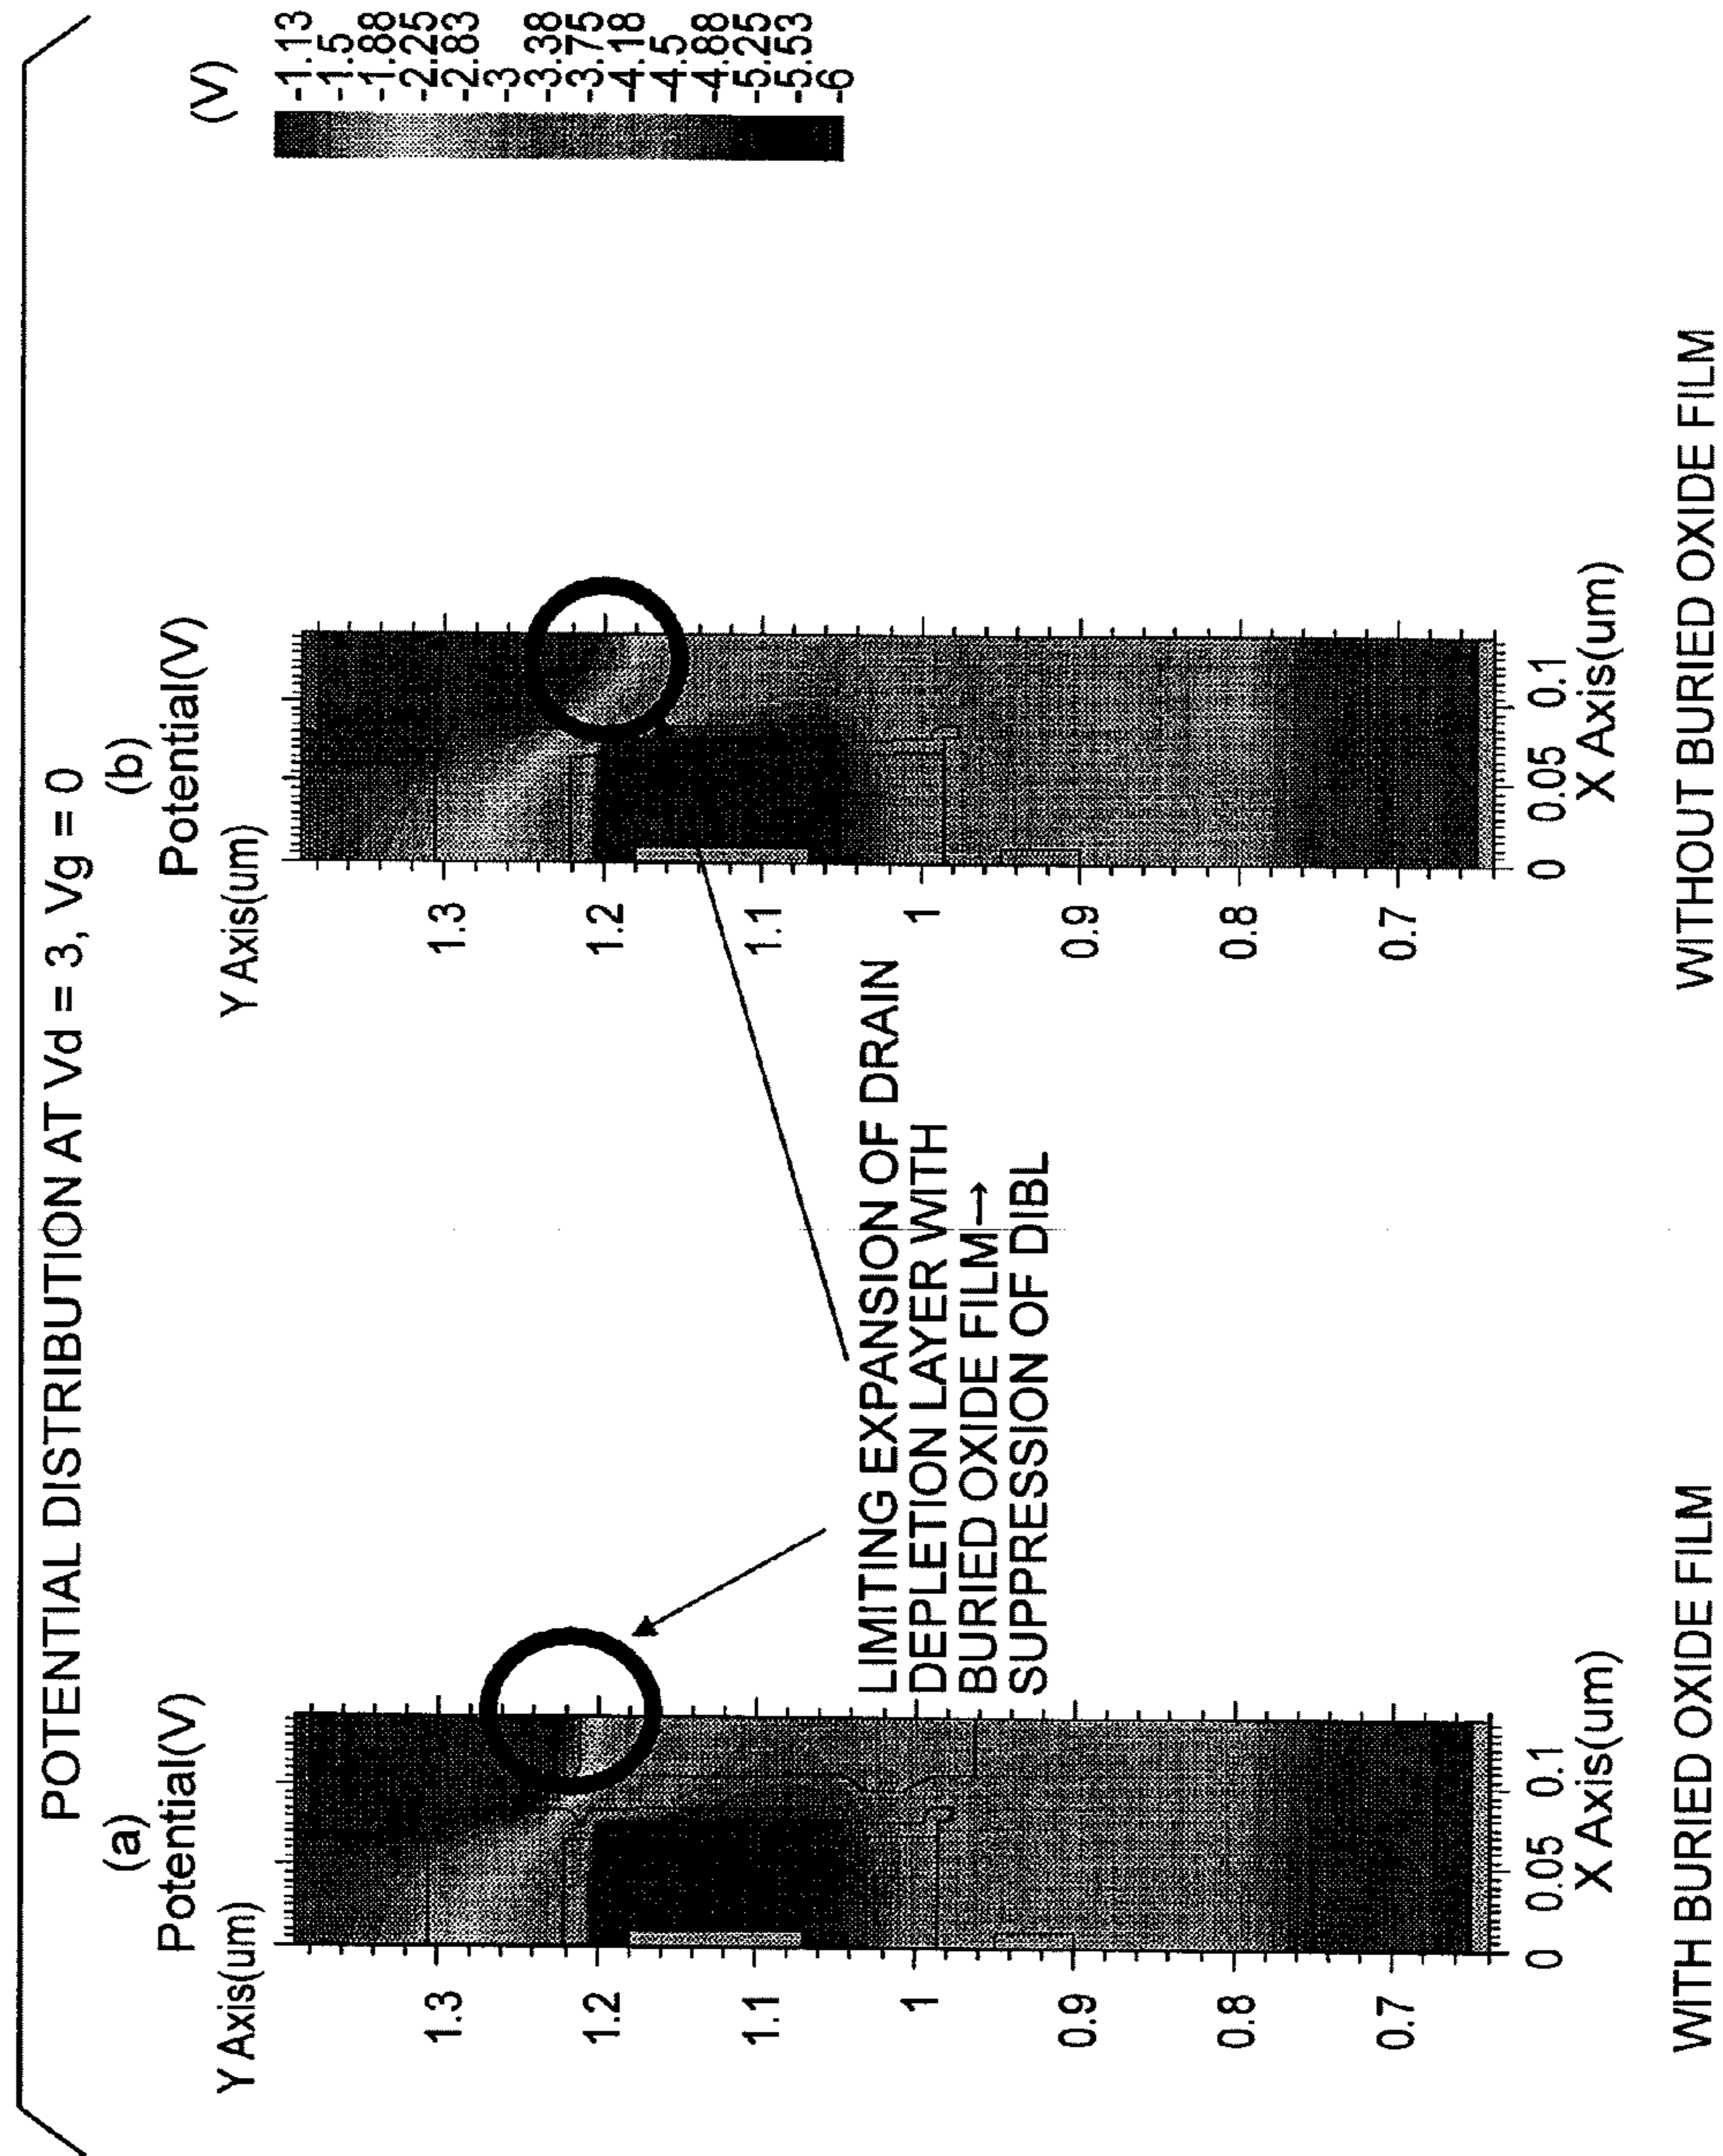 POTENTIAL DISTRIBUTION AT Vd = 3, Vg = 0
(a)
Potential(V)
Y Axis(um)
1.3
1.2
1.1
1
0.9
0.8
0.7
0 0.05 0.1
X Axis(um)
WITH BURIED OXIDE FILM
LIMITING EXPANSION OF DRAIN
DEPLETION LAYER WITH
BURIED OXIDE FILM→
SUPPRESSION OF DIBL
(b)
Potential(V)
Y Axis(um)
1.3
1.2
1.1
1
0.9
0.8
0.7
0 0.05 0.1
X Axis(um)
WITHOUT BURIED OXIDE FILM
(V)
-1.13
-1.5
-1.88
-2.25
-2.83
-3
-3.38
-3.75
-4.18
-4.5
-4.88
-5.25
-5.53
-6